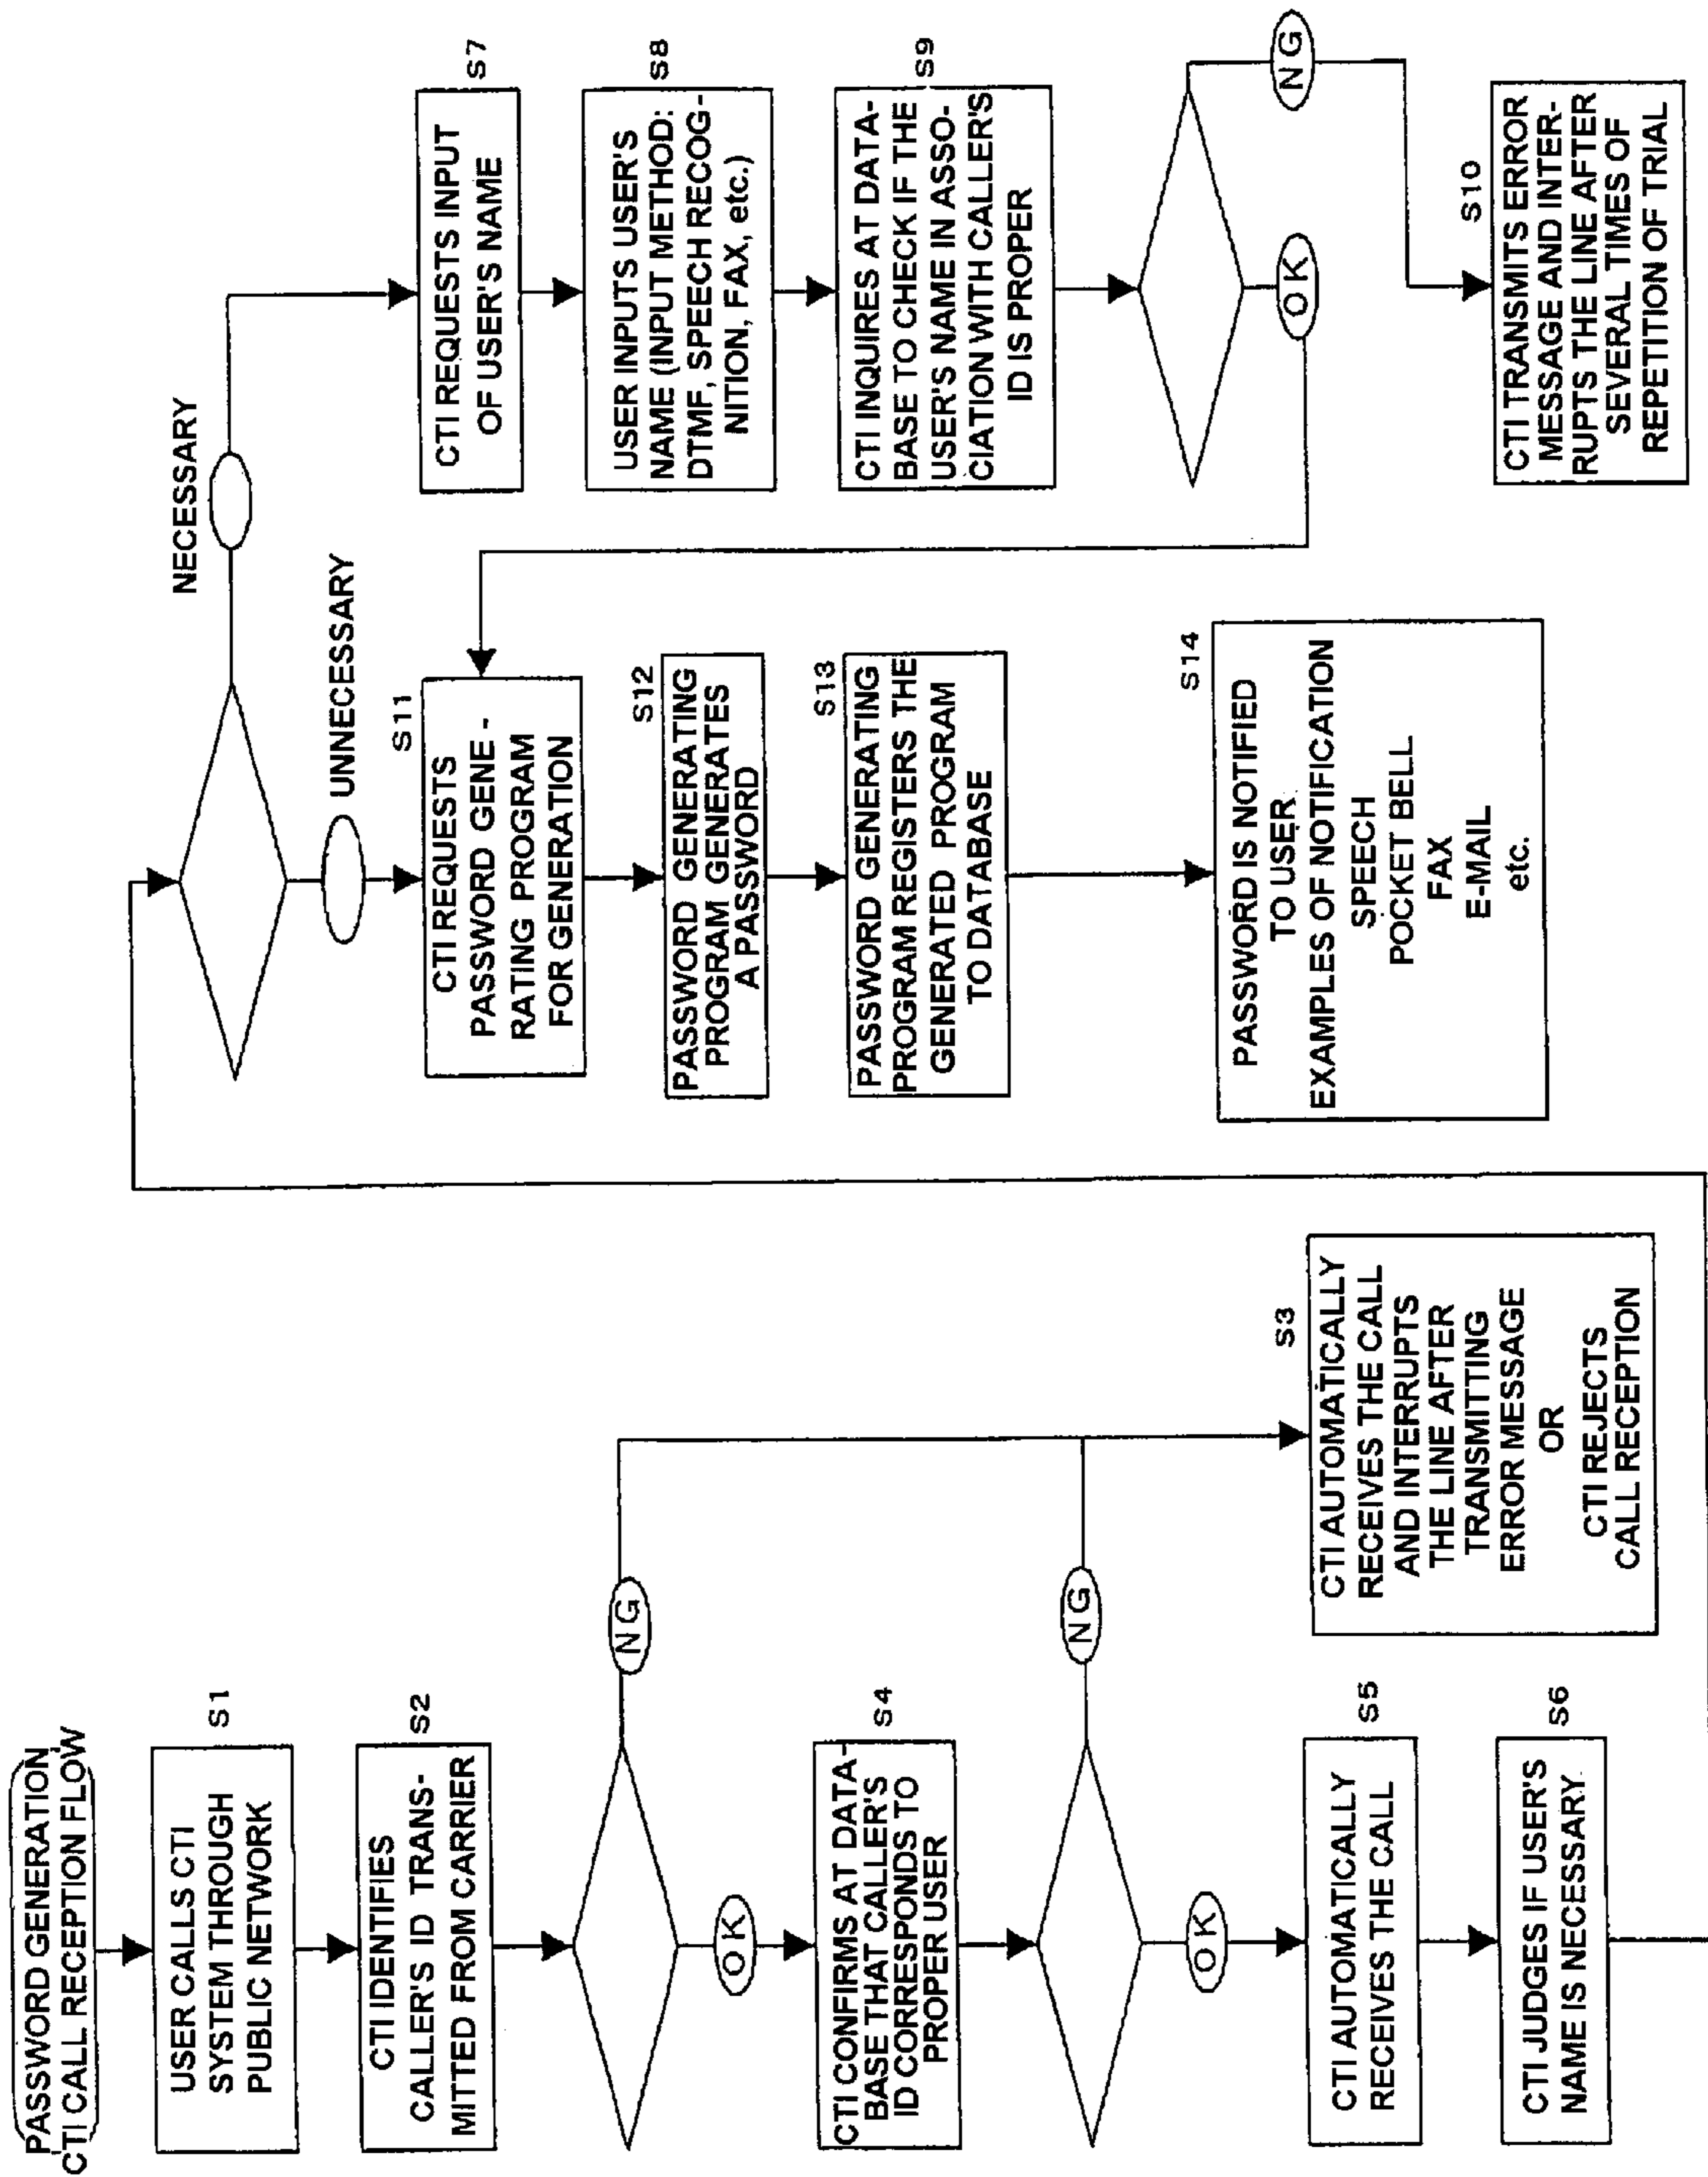 PASSWORD GENERATION
CTI CALL RECEPTION FLOW
S1
USER CALLS CTI
SYSTEM THROUGH
PUBLIC NETWORK
S2
CTI IDENTIFIES
CALLER'S ID TRANS-
MITTED FROM CARRIER
NG
OK
S4
CTI CONFIRMS AT DATA-
BASE THAT CALLER'S
ID CORRESPONDS TO
PROPER USER
NG
OK
S3
CTI AUTOMATICALLY
RECEIVES THE CALL
AND INTERRUPTS
THE LINE AFTER
TRANSMITTING
ERROR MESSAGE
OR
CTI REJECTS
CALL RECEPTION
S5
CTI AUTOMATICALLY
RECEIVES THE CALL
S6
CTI JUDGES IF USER'S
NAME IS NECESSARY
NECESSARY
UNNECESSARY
S7
CTI REQUESTS INPUT
OF USER'S NAME
S8
USER INPUTS USER'S
NAME (INPUT METHOD:
DTMF, SPEECH RECOG-
NITION, FAX, etc.)
S9
CTI INQUIRES AT DATA-
BASE TO CHECK IF THE
USER'S NAME IN ASSO-
CIATION WITH CALLER'S
ID IS PROPER
NG
OK
S10
CTI TRANSMITS ERROR
MESSAGE AND INTER-
RUPTS THE LINE AFTER
SEVERAL TIMES OF
REPETITION OF TRIAL
S11
CTI REQUESTS
PASSWORD GENE-
RATING PROGRAM
FOR GENERATION
S12
PASSWORD GENERATING
PROGRAM GENERATES
A PASSWORD
S13
PASSWORD GENERATING
PROGRAM REGISTERS THE
GENERATED PROGRAM
TO DATABASE
S14
PASSWORD IS NOTIFIED
TO USER
EXAMPLES OF NOTIFICATION
SPEECH
POCKET BELL
FAX
E-MAIL
etc.